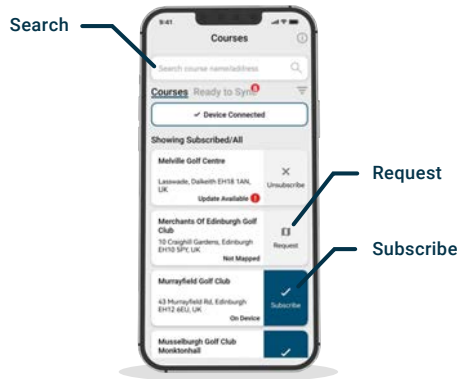 Search
9:41
Courses
Search course name/address
Courses Ready to Sync
Device Connected
Showing Subscribed/All
Melville Golf Centre
Lasswade, Dalkeith EH18 1AN,
UK
Update Available
Unsubscribe
Request
Merchants Of Edinburgh Golf
Club
10 Craighill Gardens, Edinburgh
EH10 5PY, UK
Not Mapped
Request
Subscribe
Murrayfield Golf Club
43 Murrayfield Rd, Edinburgh
EH12 6EU, UK
On Device
Subscribe
Musselburgh Golf Club
Monktonhall